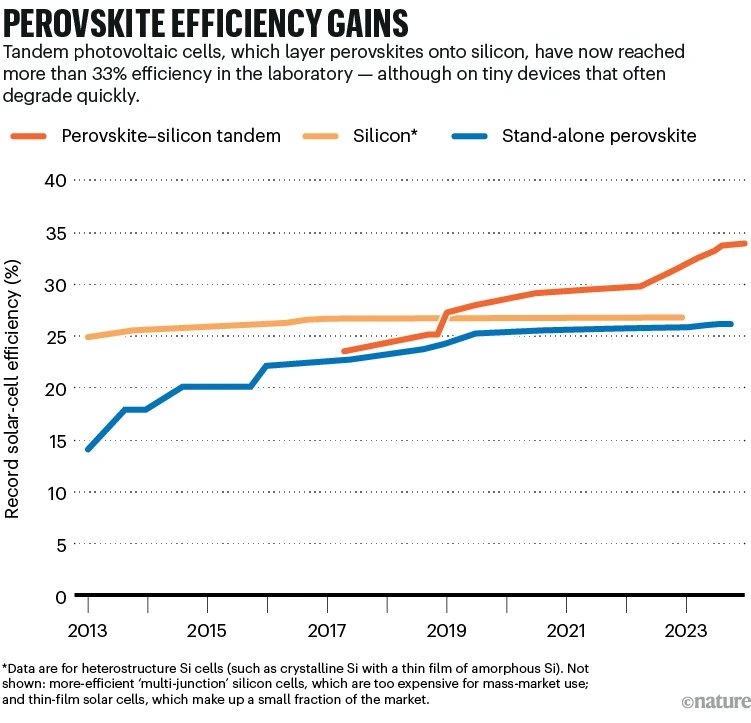 PEROVSKITE EFFICIENCY GAINS
Tandem photovoltaic cells, which layer perovskites onto silicon, have now reached
more than 33% efficiency in the laboratory — although on tiny devices that often
degrade quickly.
Perovskite–silicon tandem Silicon* Stand-alone perovskite
Record solar-cell efficiency (%)
40
35
30
25
20
15
10
5
0
2013 2015 2017 2019 2021 2023
*Data are for heterostructure Si cells (such as crystalline Si with a thin film of amorphous Si). Not
shown: more-efficient ‘multi-junction’ silicon cells, which are too expensive for mass-market use;
and thin-film solar cells, which make up a small fraction of the market.
©nature